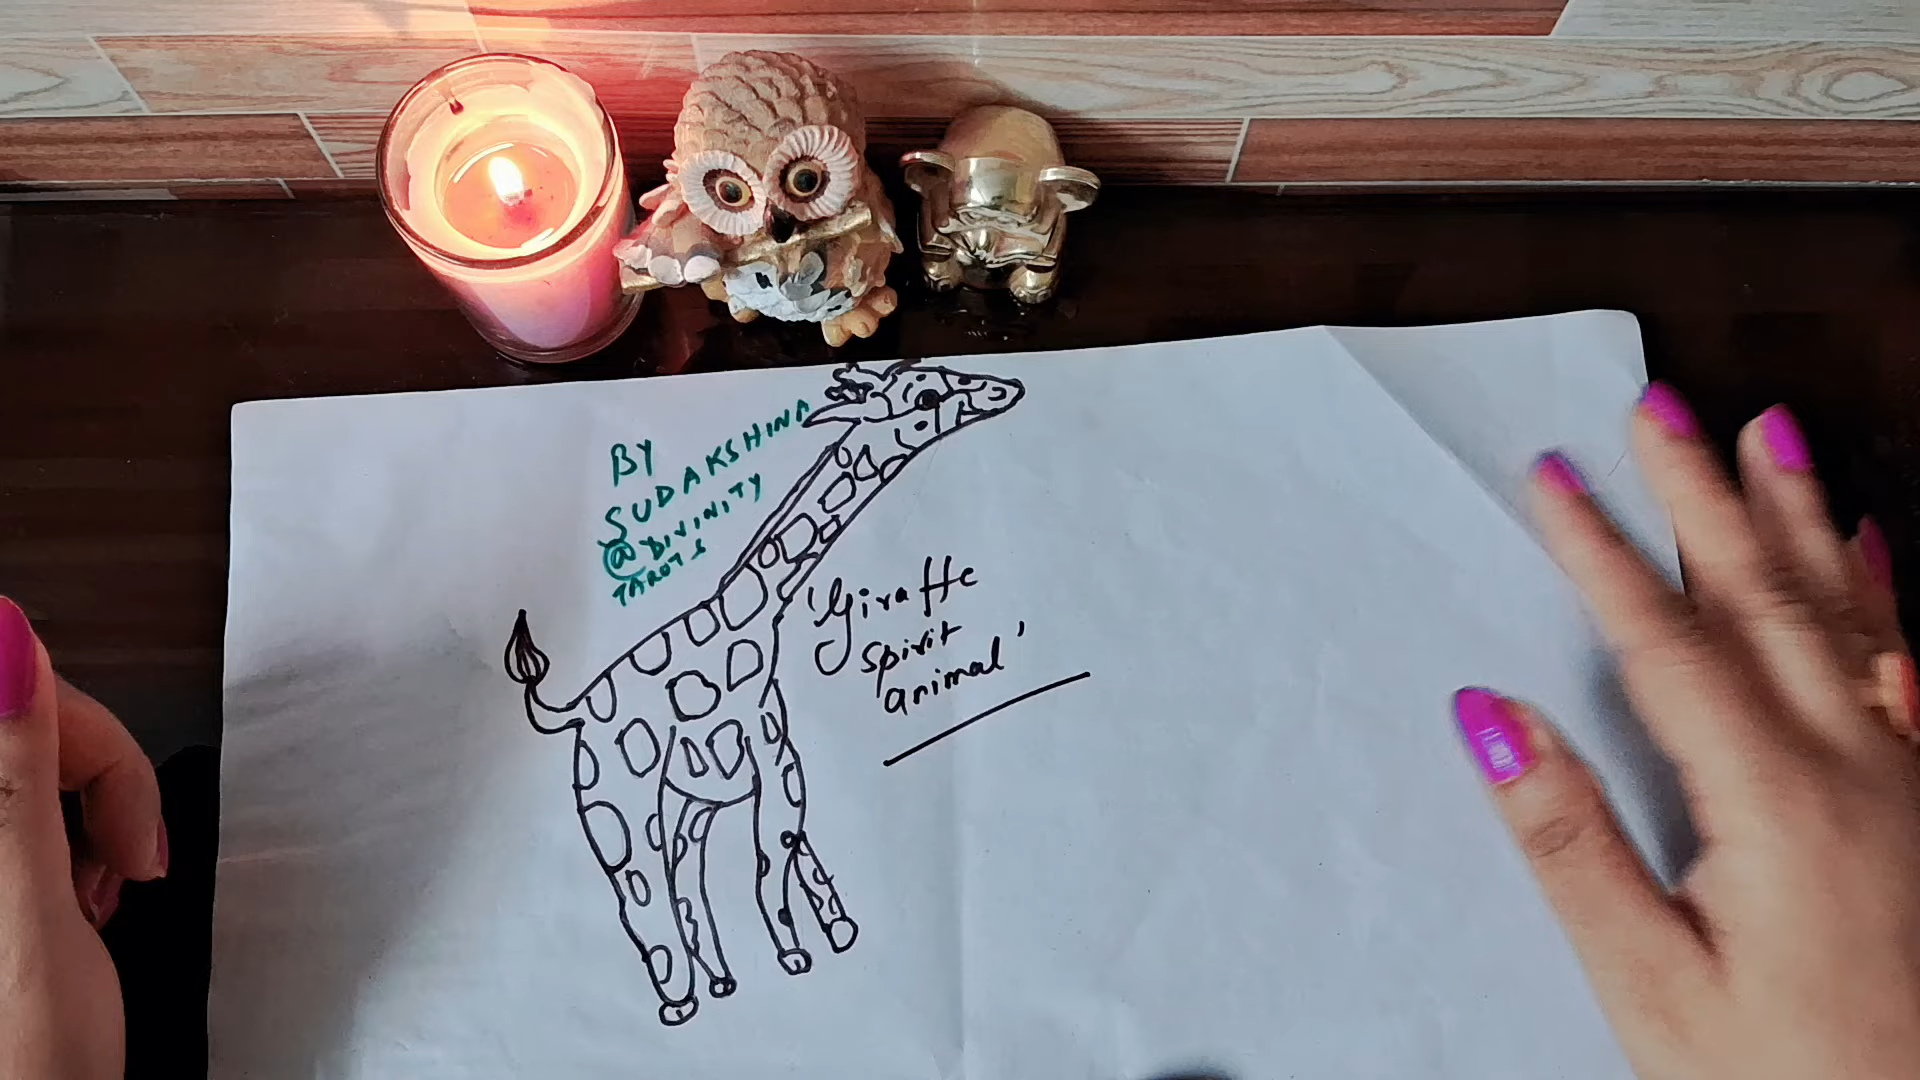 BY
SUDAKSHINA
@DIVINITY
TAROTS
'Giraffe
spirit
animal'